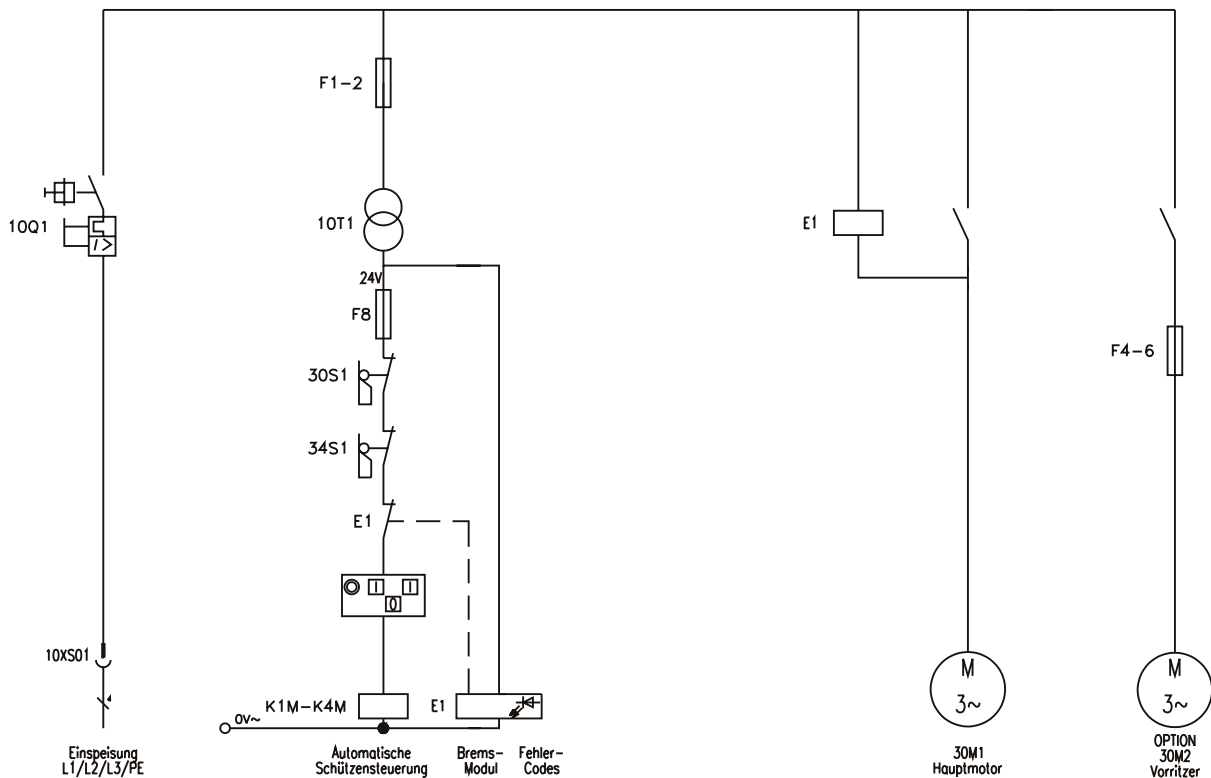 F1-2
10Q1
I>
10T1
E1
24V
F8
F4-6
30S1
34S1
E1
I I
0
10XS01
M
3~
M
3~
K1M-K4M
E1
0V~
Einspeisung
L1/L2/L3/PE
Automatische
Schützensteuerung
Brems-
Modul
Fehler-
Codes
30M1
Hauptmotor
OPTION
30M2
Vorritzer